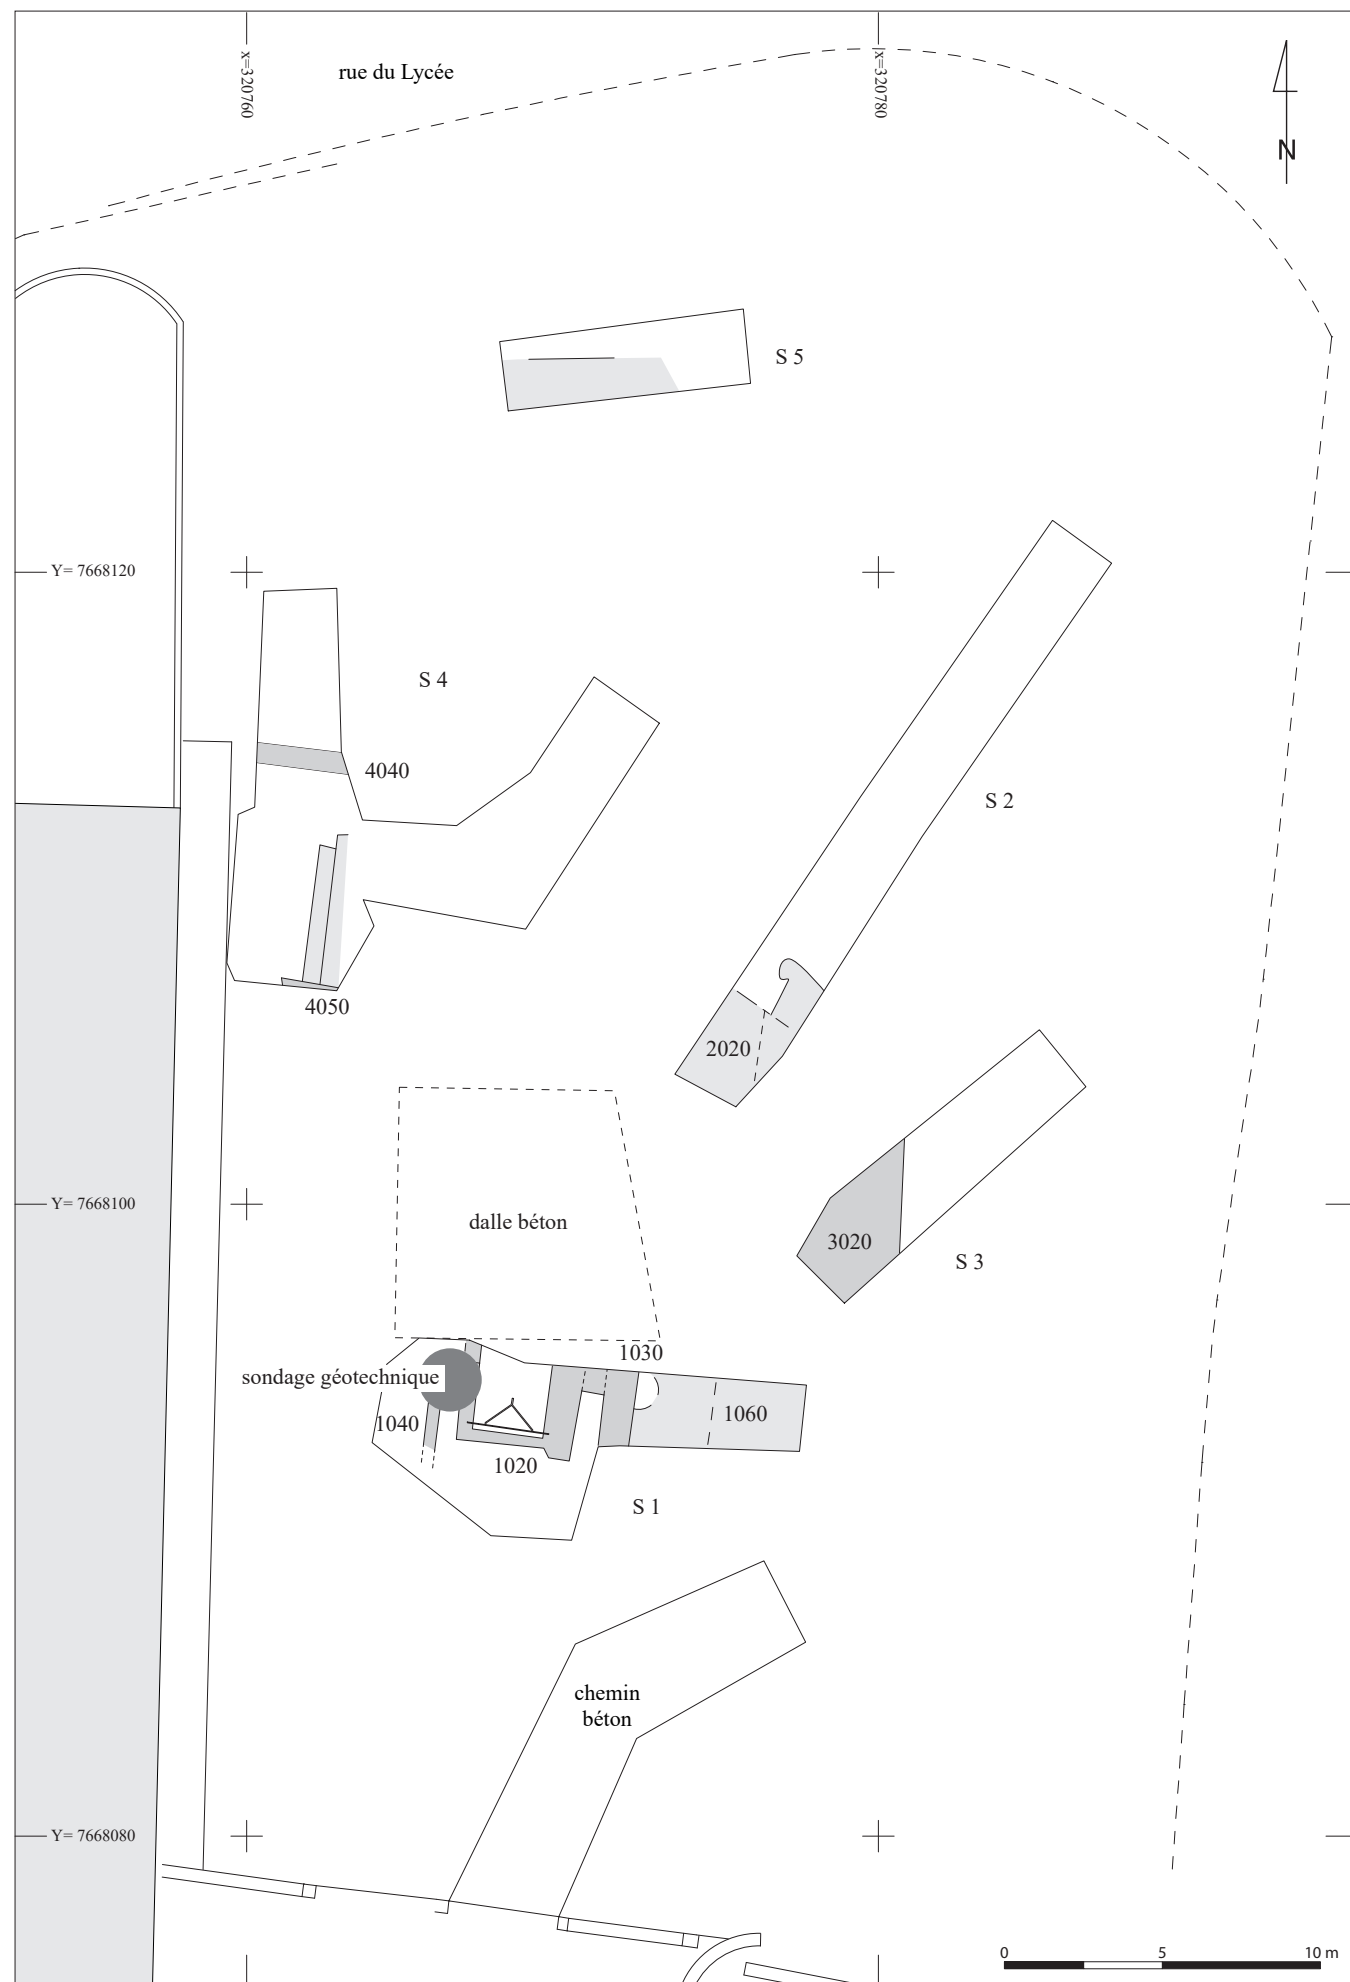 x=320760
rue du Lycée
x=320780
N
S 5
Y= 7668120
S 4
4040
S 2
4050
2020
Y= 7668100
dalle béton
3020
S 3
1030
sondage géotechnique
1040
1060
1020
S 1
chemin
béton
Y= 7668080
0 5 10 m